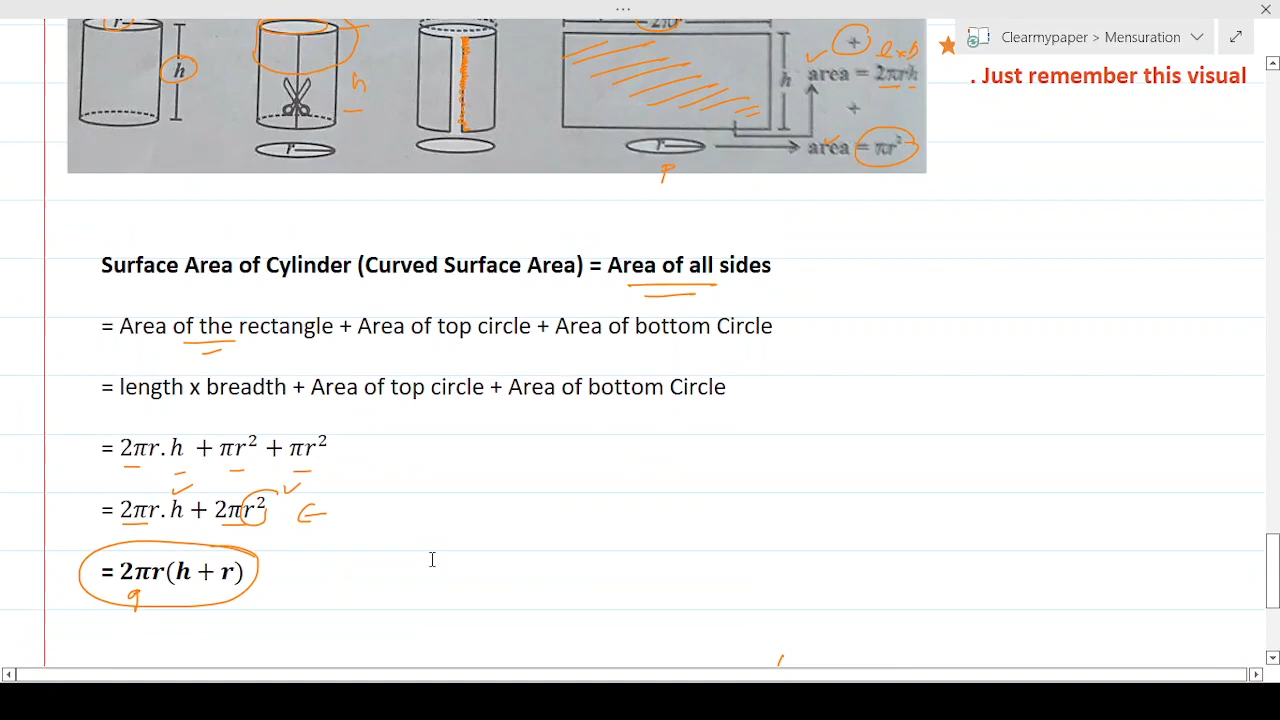 ...
Clearmypaper > Mensuration
. Just remember this visual
r
2πr
+
l x b
h
h
h
area = 2πrh
+
r
r
area = πr²
Surface Area of Cylinder (Curved Surface Area) = Area of all sides
= Area of the rectangle + Area of top circle + Area of bottom Circle
= length x breadth + Area of top circle + Area of bottom Circle
= 2πr. h + πr² + πr²
= 2πr. h + 2πr²
= 2πr(h + r)